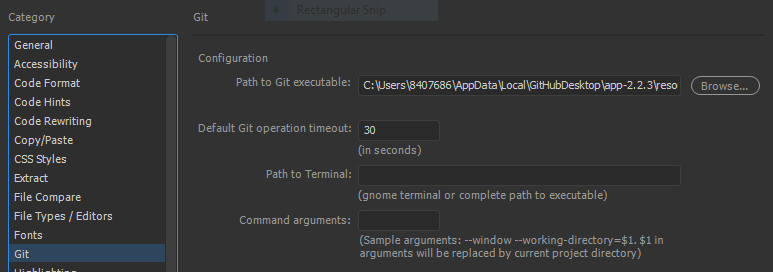 Rectangular Snip
Category
Git
General
Accessibility
Code Format
Code Hints
Code Rewriting
Copy/Paste
CSS Styles
Extract
File Compare
File Types / Editors
Fonts
Git
Configuration
Path to Git executable: C:\Users\8407686\AppData\Local\GitHubDesktop\app-2.2.3\reso Browse...
Default Git operation timeout: 30
(in seconds)
Path to Terminal:
(gnome terminal or complete path to executable)
Command arguments:
(Sample arguments: --window --working-directory=$1. $1 in
arguments will be replaced by current project directory)